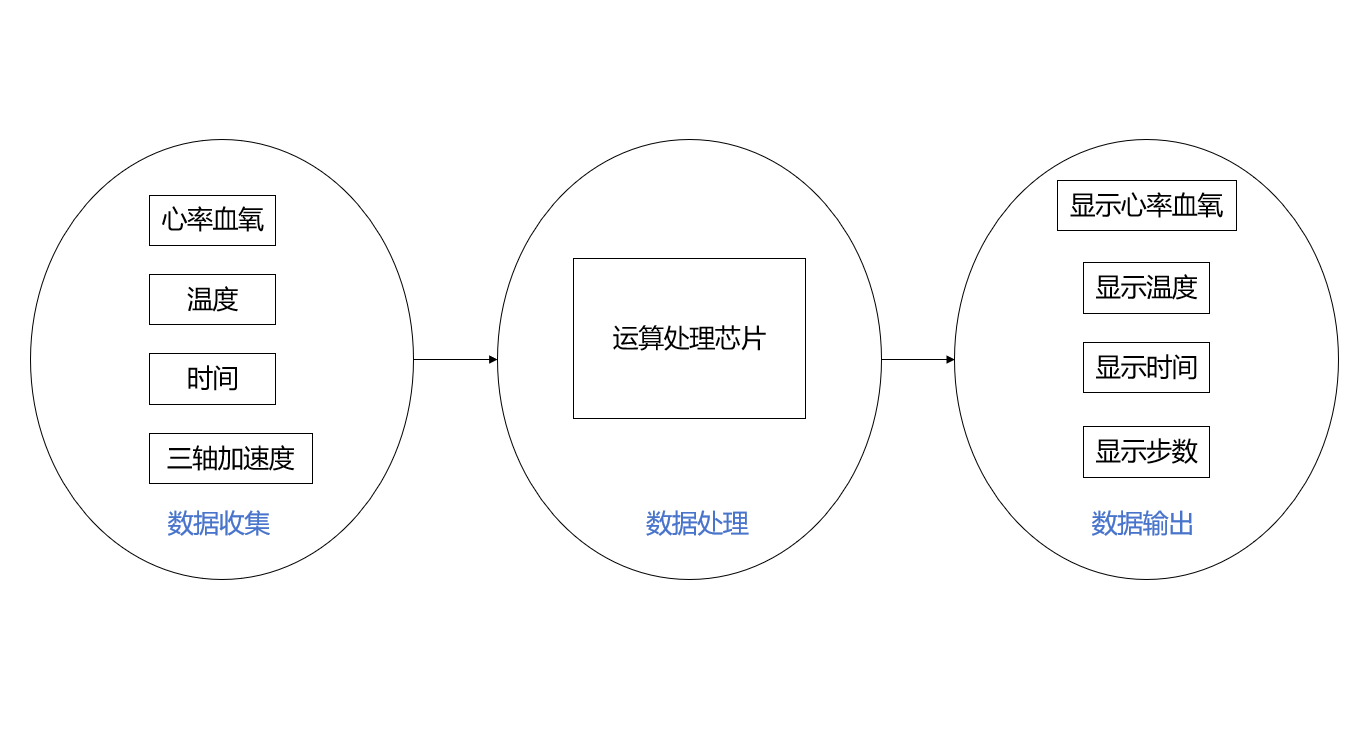 心率血氧
温度
时间
三轴加速度
数据收集
运算处理芯片
数据处理
显示心率血氧
显示温度
显示时间
显示步数
数据输出